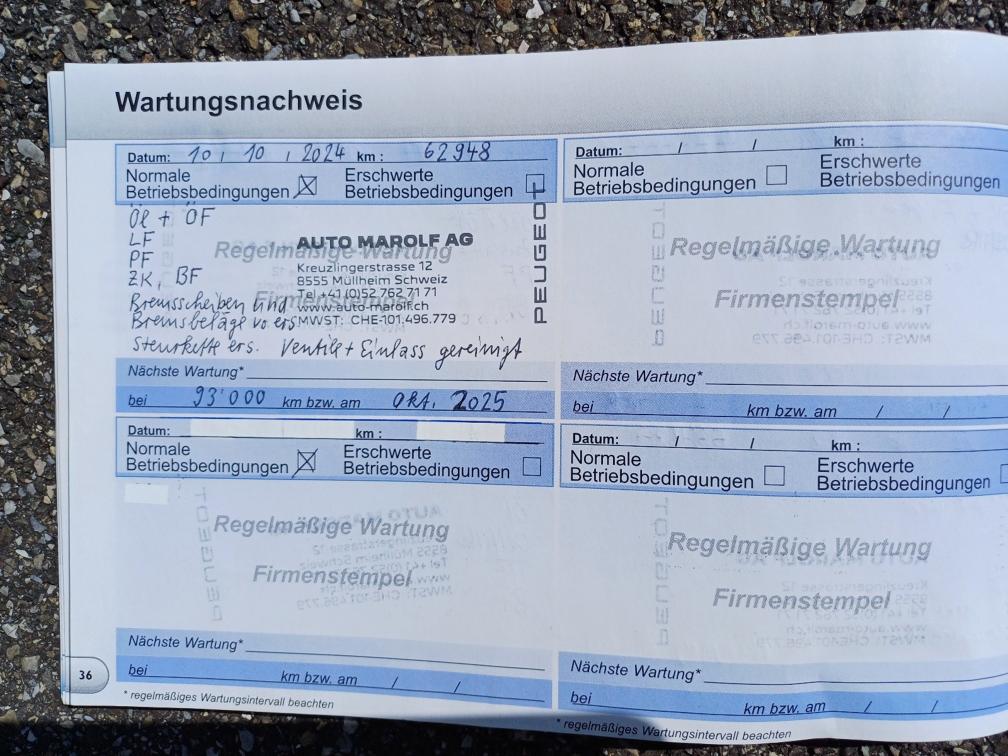 Wartungsnachweis
Datum: 10 / 10 / 2024 km : 62948
Normale
Betriebsbedingungen
Erschwerte
Betriebsbedingungen
Öl + ÖF
LF
PF
ZK, BF
Bremsscheiben und
Bremsbeläge vo ers
Steurkette ers. Ventile + Einlass gereinigt
Regelmäßige Wartung
Firmenstempel
AUTO MAROLF AG
Kreuzlingerstrasse 12
8555 Müllheim Schweiz
Tel +41 (0)52 762 71 71
www.auto-marolf.ch
MWST: CHE-101.496.779
PEUGEOT
Nächste Wartung*
bei 93'000 km bzw. am Okt. 2025
Datum: / / km :
Normale
Betriebsbedingungen
Erschwerte
Betriebsbedingungen
Regelmäßige Wartung
Firmenstempel
Nächste Wartung*
bei km bzw. am / /
Datum: km :
Normale
Betriebsbedingungen
Erschwerte
Betriebsbedingungen
Regelmäßige Wartung
Firmenstempel
Nächste Wartung*
bei km bzw. am / /
Datum: / / km :
Normale
Betriebsbedingungen
Erschwerte
Betriebsbedingungen
Regelmäßige Wartung
Firmenstempel
Nächste Wartung*
bei km bzw. am / /
36
* regelmäßiges Wartungsintervall beachten
* regelmäßiges Wartungsintervall beachten